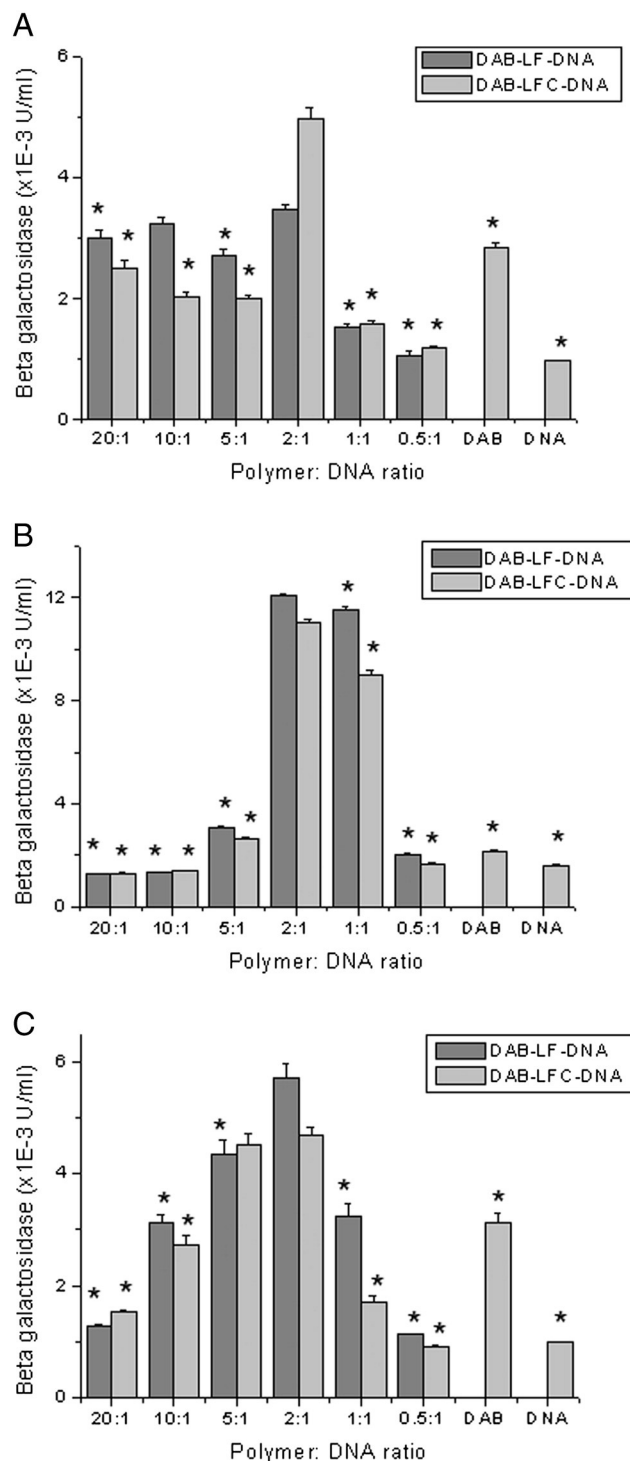 A
Beta galactosidase (x1E-3 U/ml)
6
4
2
0
DAB-LF-DNA
DAB-LFC-DNA
* * * * * * * * * * *
20:1 10:1 5:1 2:1 1:1 0.5:1 DAB DNA
Polymer: DNA ratio
B
Beta galactosidase (x1E-3 U/ml)
12
8
4
0
DAB-LF-DNA
DAB-LFC-DNA
* * * * * * * * * * * *
20:1 10:1 5:1 2:1 1:1 0.5:1 DAB DNA
Polymer: DNA ratio
C
Beta galactosidase (x1E-3 U/ml)
6
4
2
0
DAB-LF-DNA
DAB-LFC-DNA
* * * * * * * * * * *
20:1 10:1 5:1 2:1 1:1 0.5:1 DAB DNA
Polymer: DNA ratio